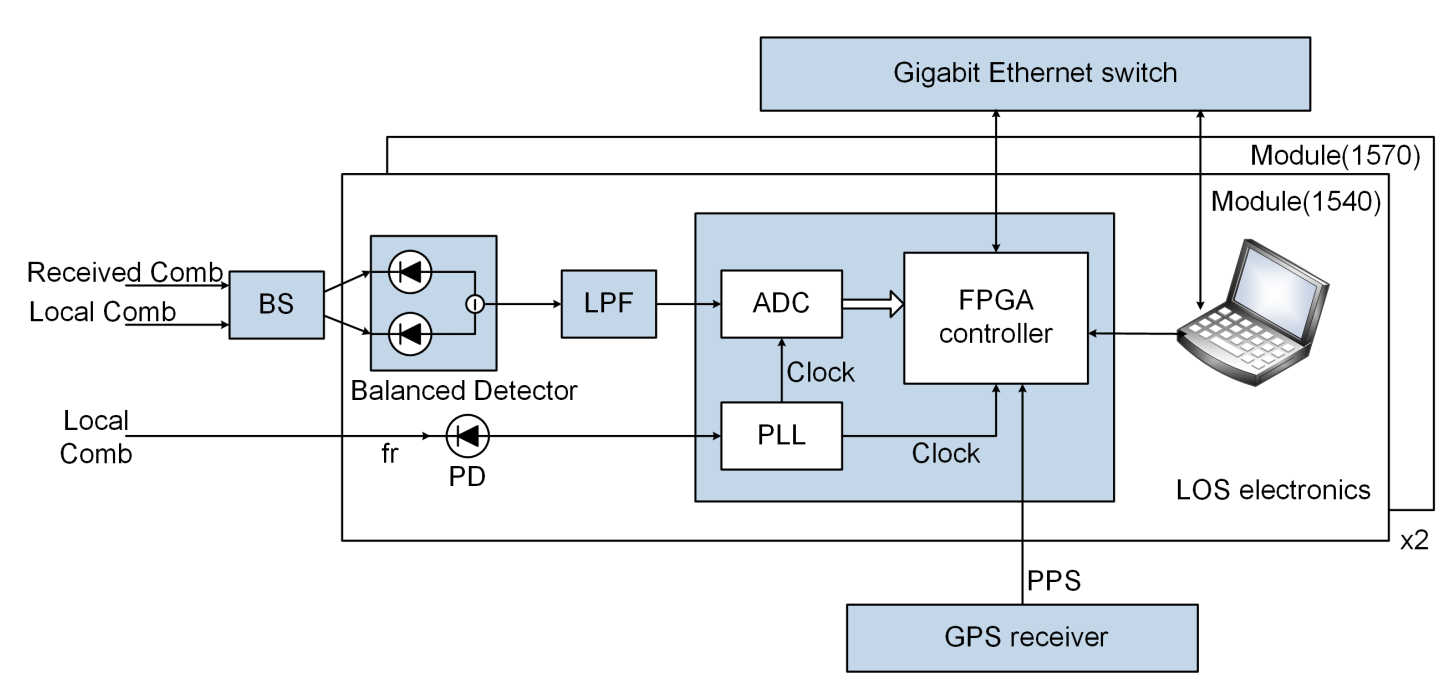 Gigabit Ethernet switch
Module(1570)
Module(1540)
Received Comb
Local Comb
BS
Balanced Detector
LPF
ADC
FPGA
controller
Clock
Local
Comb
fr
PD
PLL
Clock
LOS electronics
x2
PPS
GPS receiver